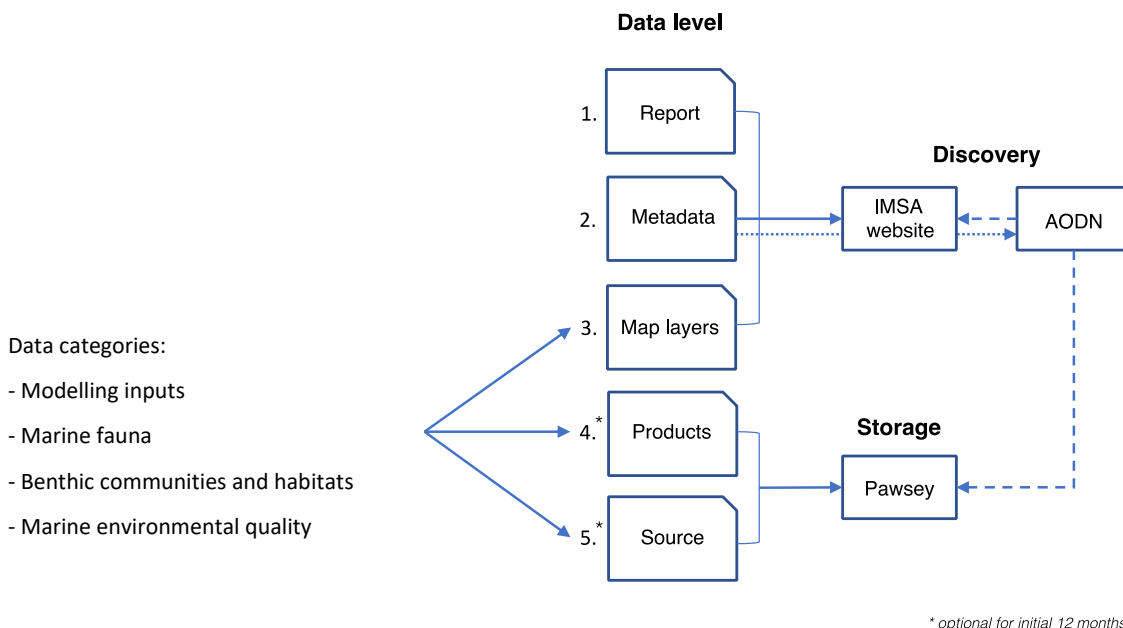 Data level
1.
Report
Discovery
2.
Metadata
IMSA
website
AODN
3.
Map layers
Data categories:
- Modelling inputs
- Marine fauna
- Benthic communities and habitats
- Marine environmental quality
4.*
Products
Storage
Pawsey
5.*
Source
* optional for initial 12 months